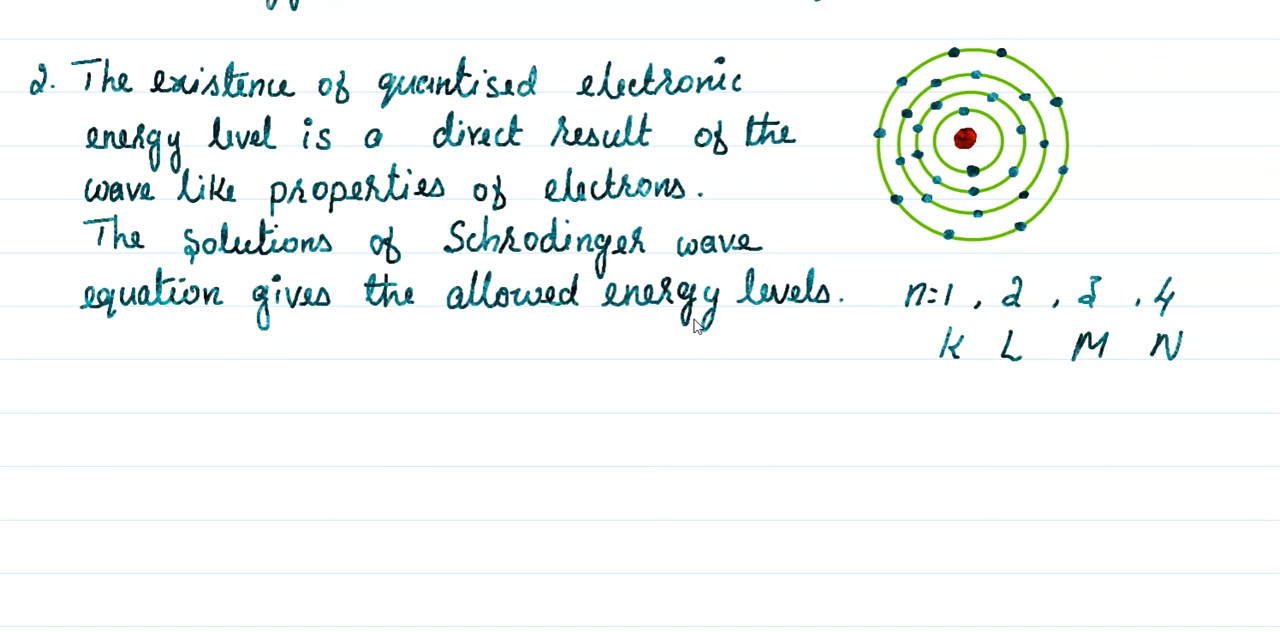 2. The existence of quantised electronic
energy level is a direct result of the
wave like properties of electrons.
The solutions of Schrodinger wave
equation gives the allowed energy levels.
n=1, 2, 3, 4
K L M N